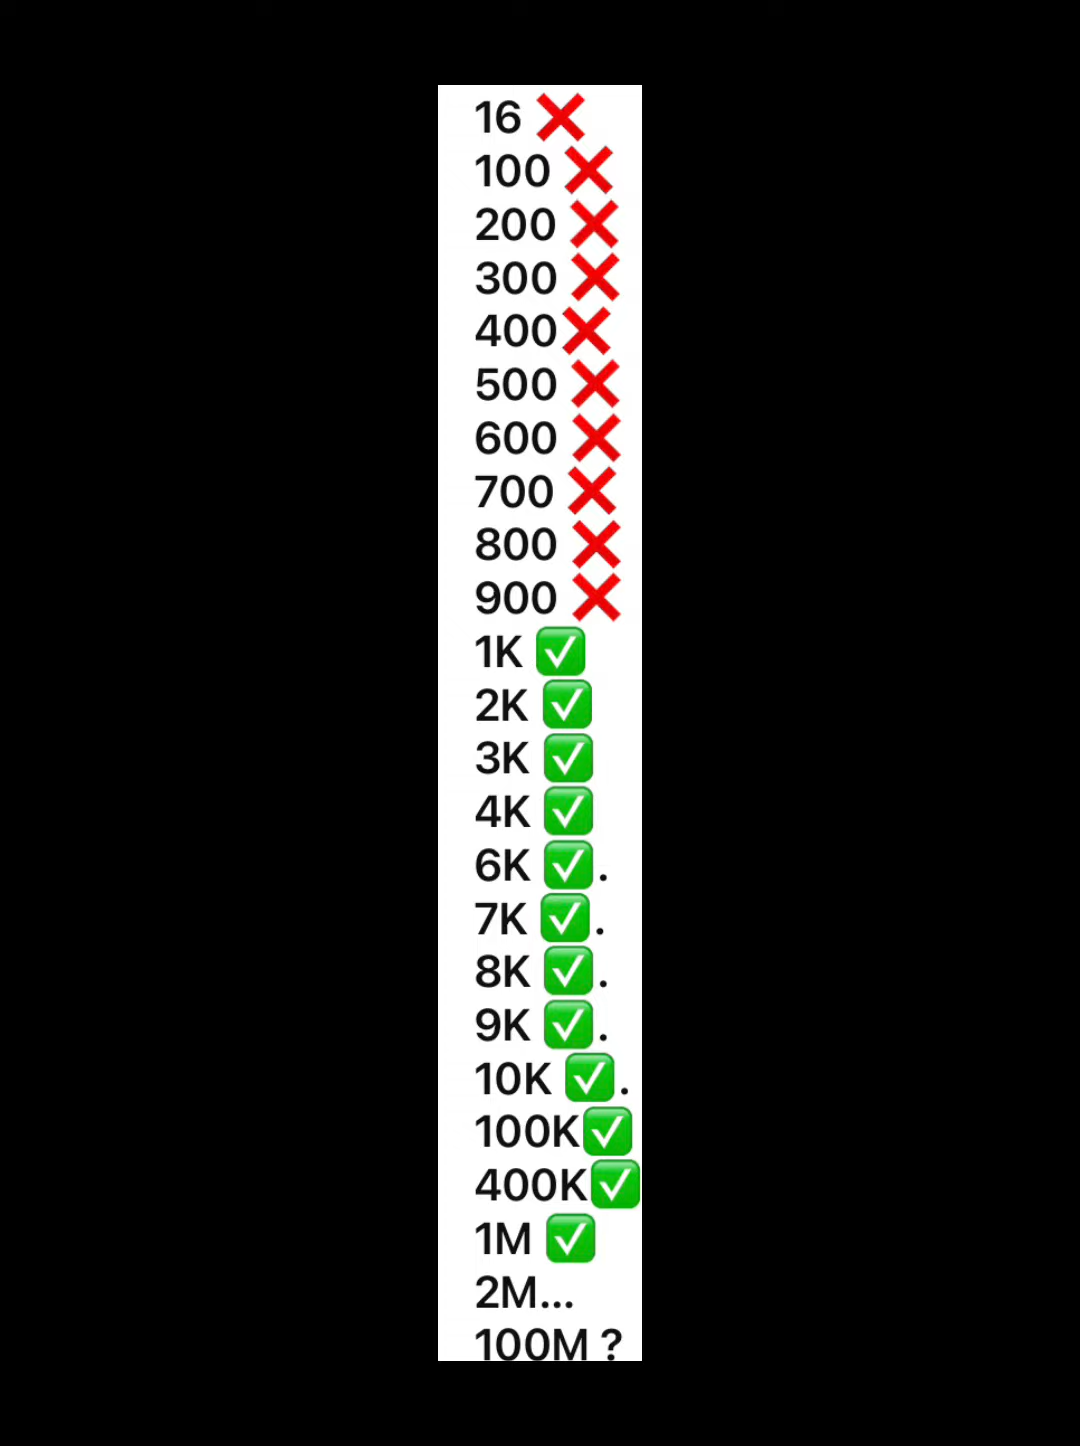 16 ❌
100 ❌
200 ❌
300 ❌
400❌
500 ❌
600 ❌
700 ❌
800 ❌
900 ❌
1K ✅
2K ✅
3K ✅
4K ✅
6K ✅.
7K ✅.
8K ✅.
9K ✅.
10K ✅.
100K✅
400K✅
1M ✅
2M...
100M ?